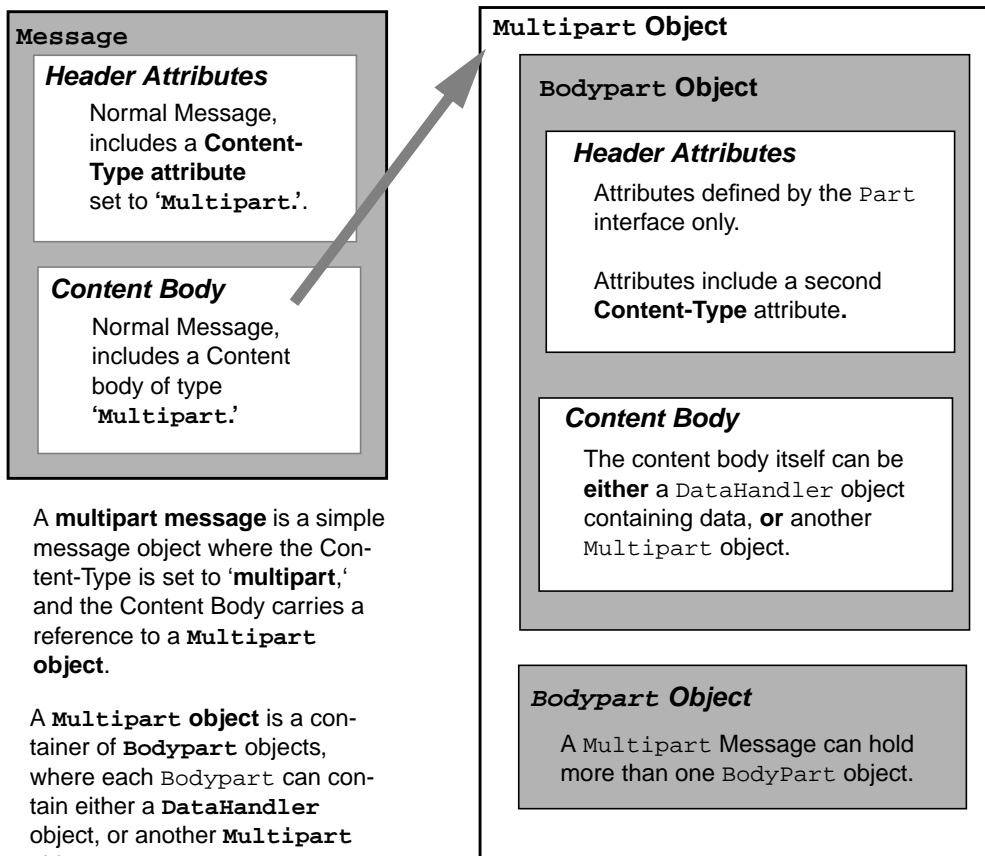 Message
Header Attributes
Normal Message,
includes a Content-
Type attribute
set to ‘Multipart.’.
Content Body
Normal Message,
includes a Content
body of type
‘Multipart.’
A multipart message is a simple
message object where the Con-
tent-Type is set to ‘multipart,‘
and the Content Body carries a
reference to a Multipart
object.
A Multipart object is a con-
tainer of Bodypart objects,
where each Bodypart can con-
tain either a DataHandler
object, or another Multipart
Multipart Object
Bodypart Object
Header Attributes
Attributes defined by the Part
interface only.
Attributes include a second
Content-Type attribute.
Content Body
The content body itself can be
either a DataHandler object
containing data, or another
Multipart object.
Bodypart Object
A Multipart Message can hold
more than one BodyPart object.